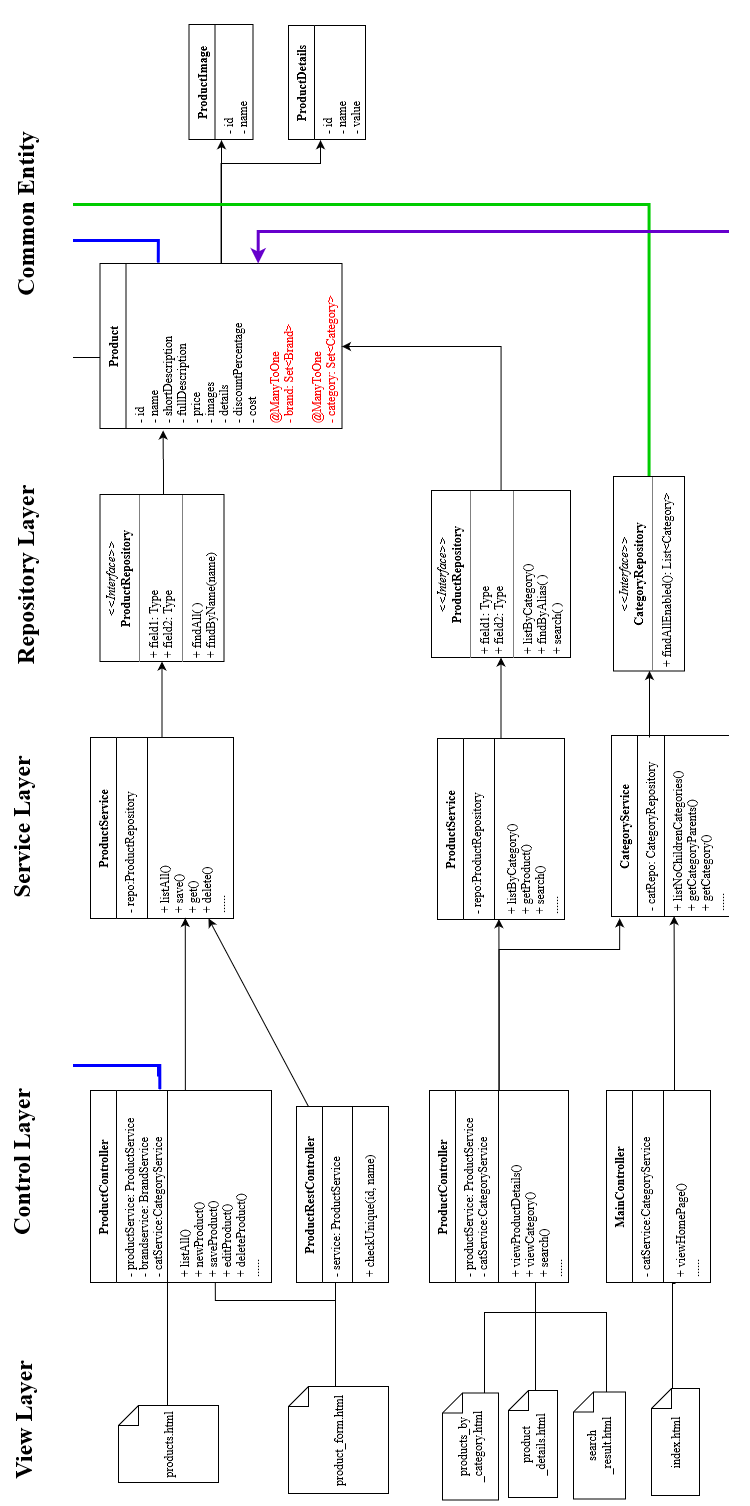 View Layer
Control Layer
Service Layer
Repository Layer
Common Entity
products.html
ProductController
- productService: ProductService
- brandservice: BrandService
- catService:CategoryService
+ listAll()
+ newProduct()
+ saveProduct()
+ editProduct()
+ deleteProduct()
......
ProductService
- repo:ProductRepository
+ listAll()
+ save()
+ get()
+ delete()
......
<<Interface>>
ProductRepository
+ field1: Type
+ field2: Type
+ findAll()
+ findByName(name)
Product
- id
- name
- shortDescription
- fullDescription
- price
- images
- details
- discountPercentage
- cost
@ManyToOne
- brand: Set<Brand>
@ManyToOne
- category: Set<Category>
ProductImage
- id
- name
ProductDetails
- id
- name
- value
product_form.html
ProductRestController
- service: ProductService
+ checkUnique(id, name)
products_by
_category.html
product
_details.html
search
_result.html
ProductController
- productService: ProductService
- catService:CategoryService
+ viewProductDetails()
+ viewCategory()
+ search()
......
ProductService
- repo:ProductRepository
+ listByCategory()
+ getProduct()
+ search()
......
<<Interface>>
ProductRepository
+ field1: Type
+ field2: Type
+ listByCategory()
+ findByAlias()
+ search()
index.html
MainController
- catService:CategoryService
+ viewHomePage()
......
CategoryService
- catRepo: CategoryRepository
+ listNoChildrenCategories()
+ getCategoryParents()
+ getCategory()
......
<<Interface>>
CategoryRepository
+ findAllEnabled(): List<Category>